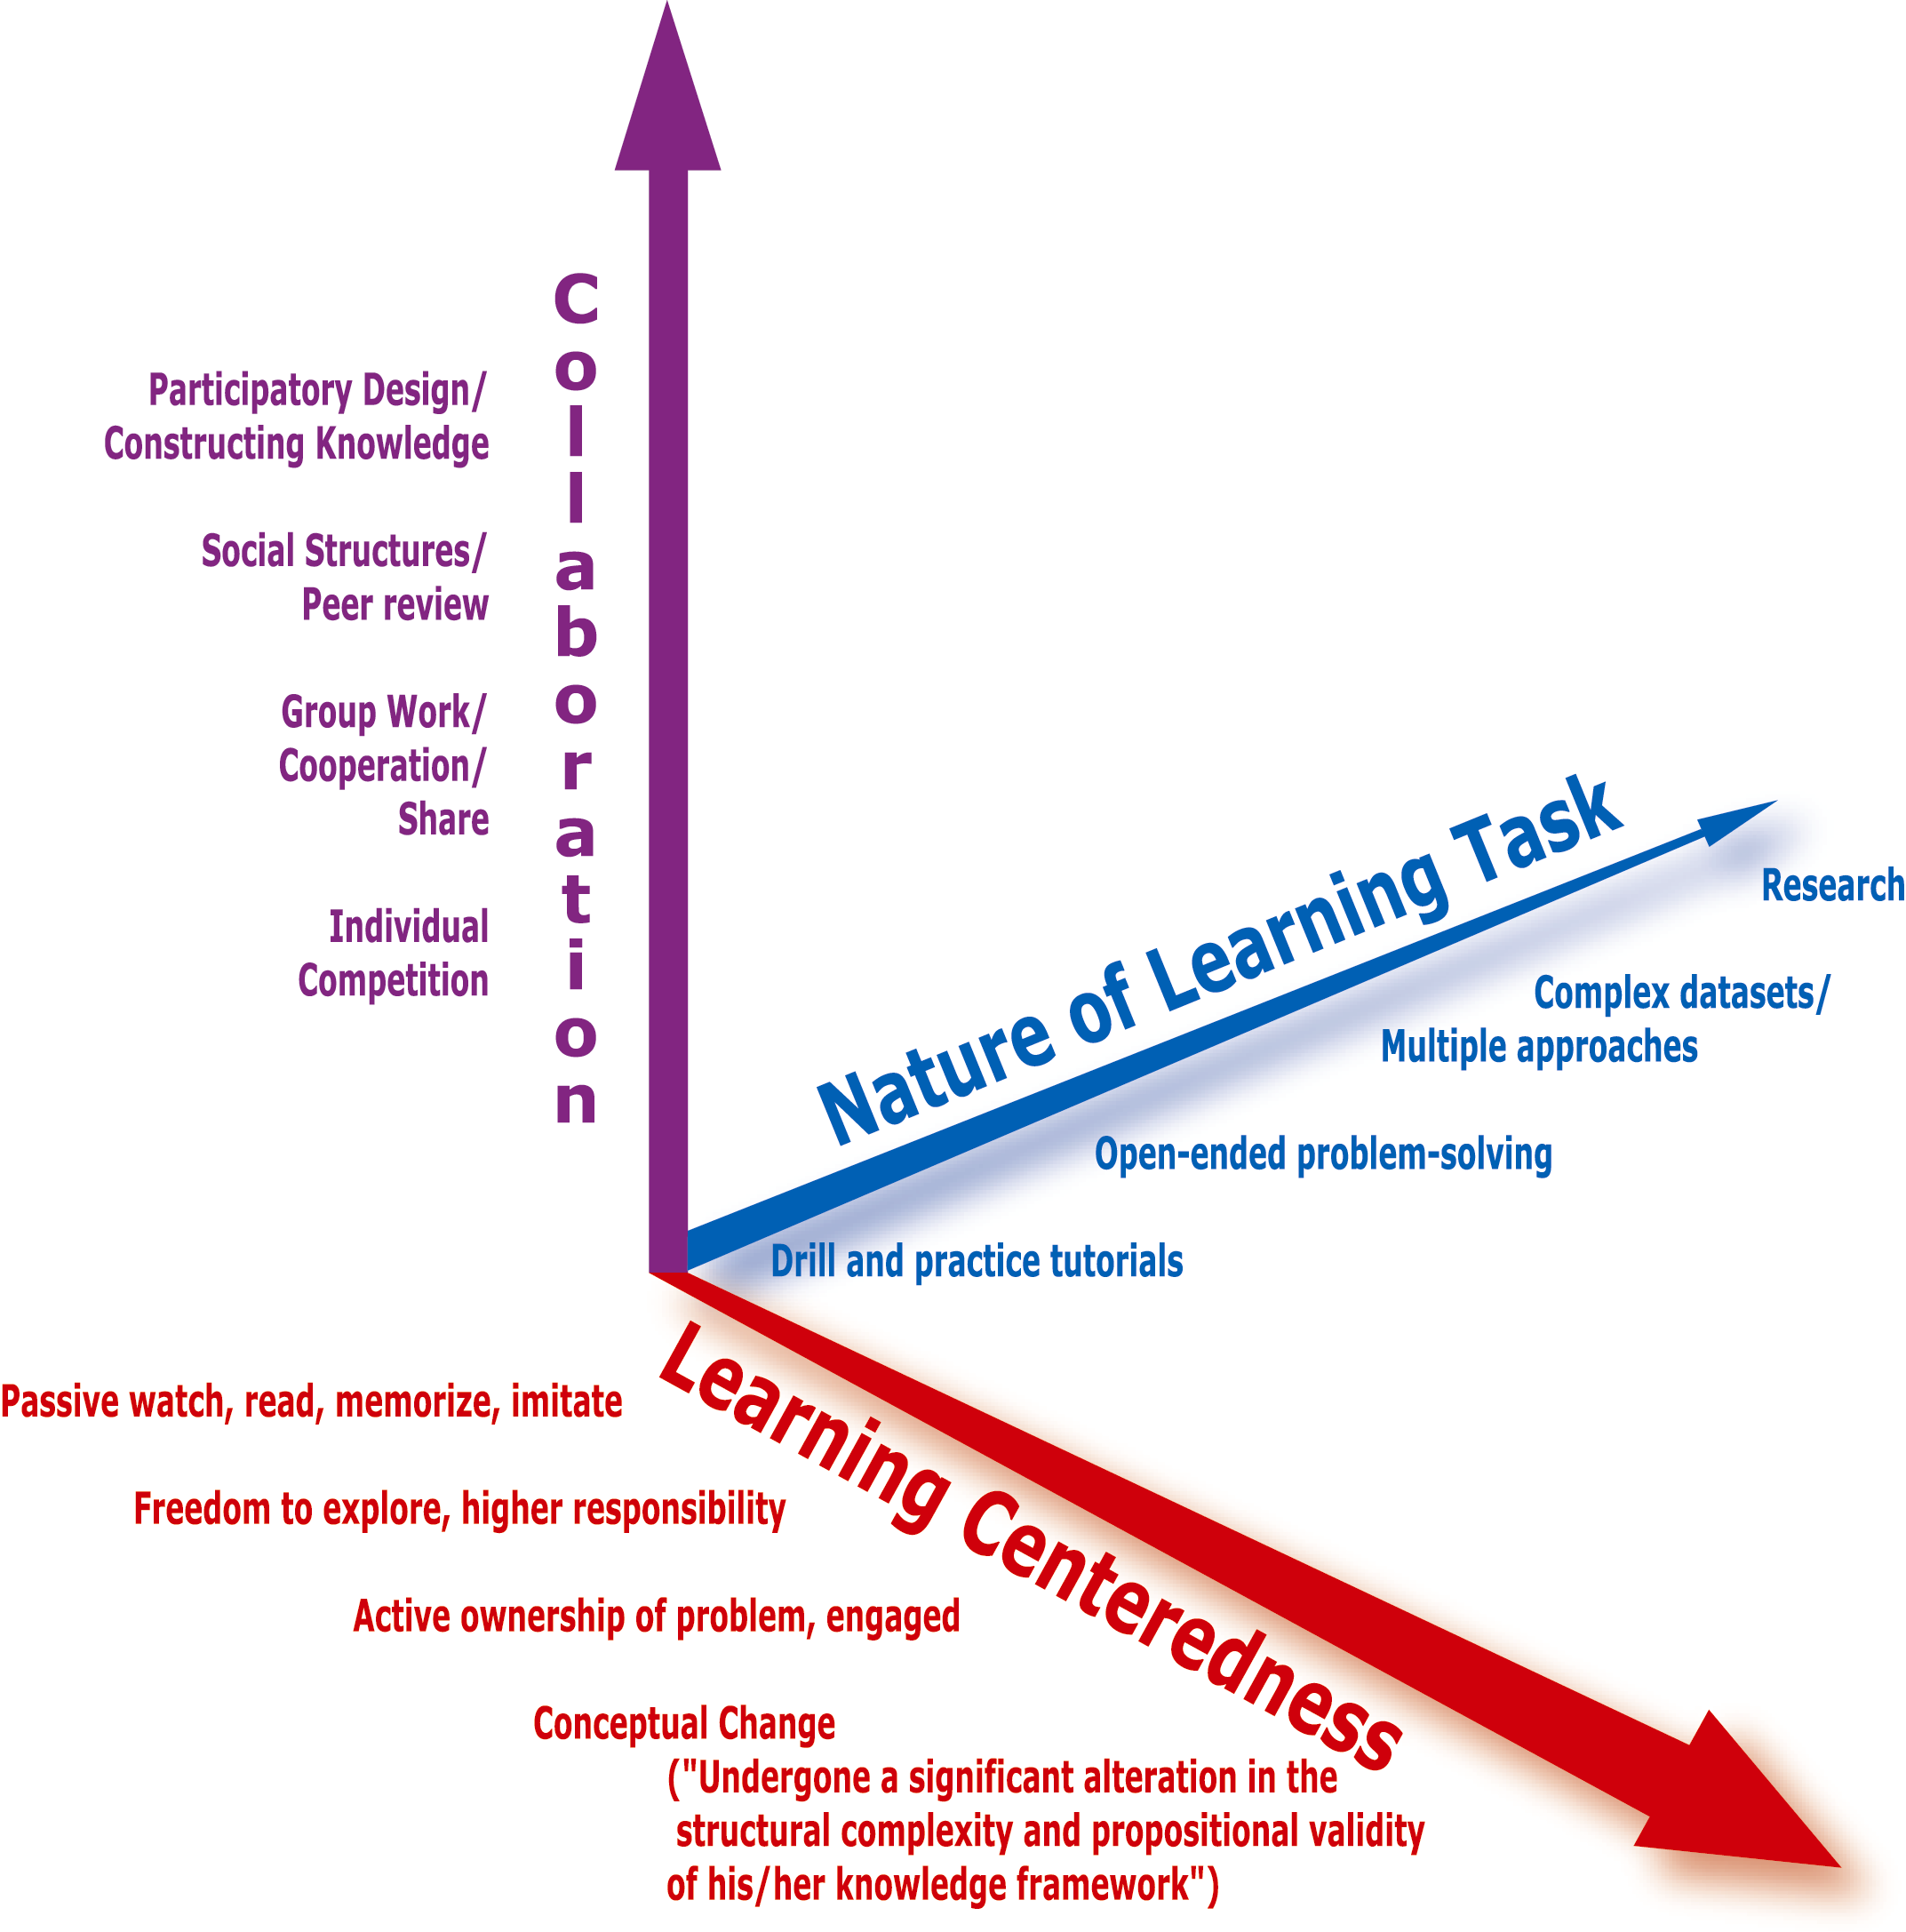 Collaboration
Participatory Design/
Constructing Knowledge
Social Structures/
Peer review
Group Work/
Cooperation/
Share
Individual
Competition
Nature of Learning Task
Research
Complex datasets/
Multiple approaches
Open-ended problem-solving
Drill and practice tutorials
Learning Centeredness
Passive watch, read, memorize, imitate
Freedom to explore, higher responsibility
Active ownership of problem, engaged
Conceptual Change
("Undergone a significant alteration in the
structural complexity and propositional validity
of his/her knowledge framework")